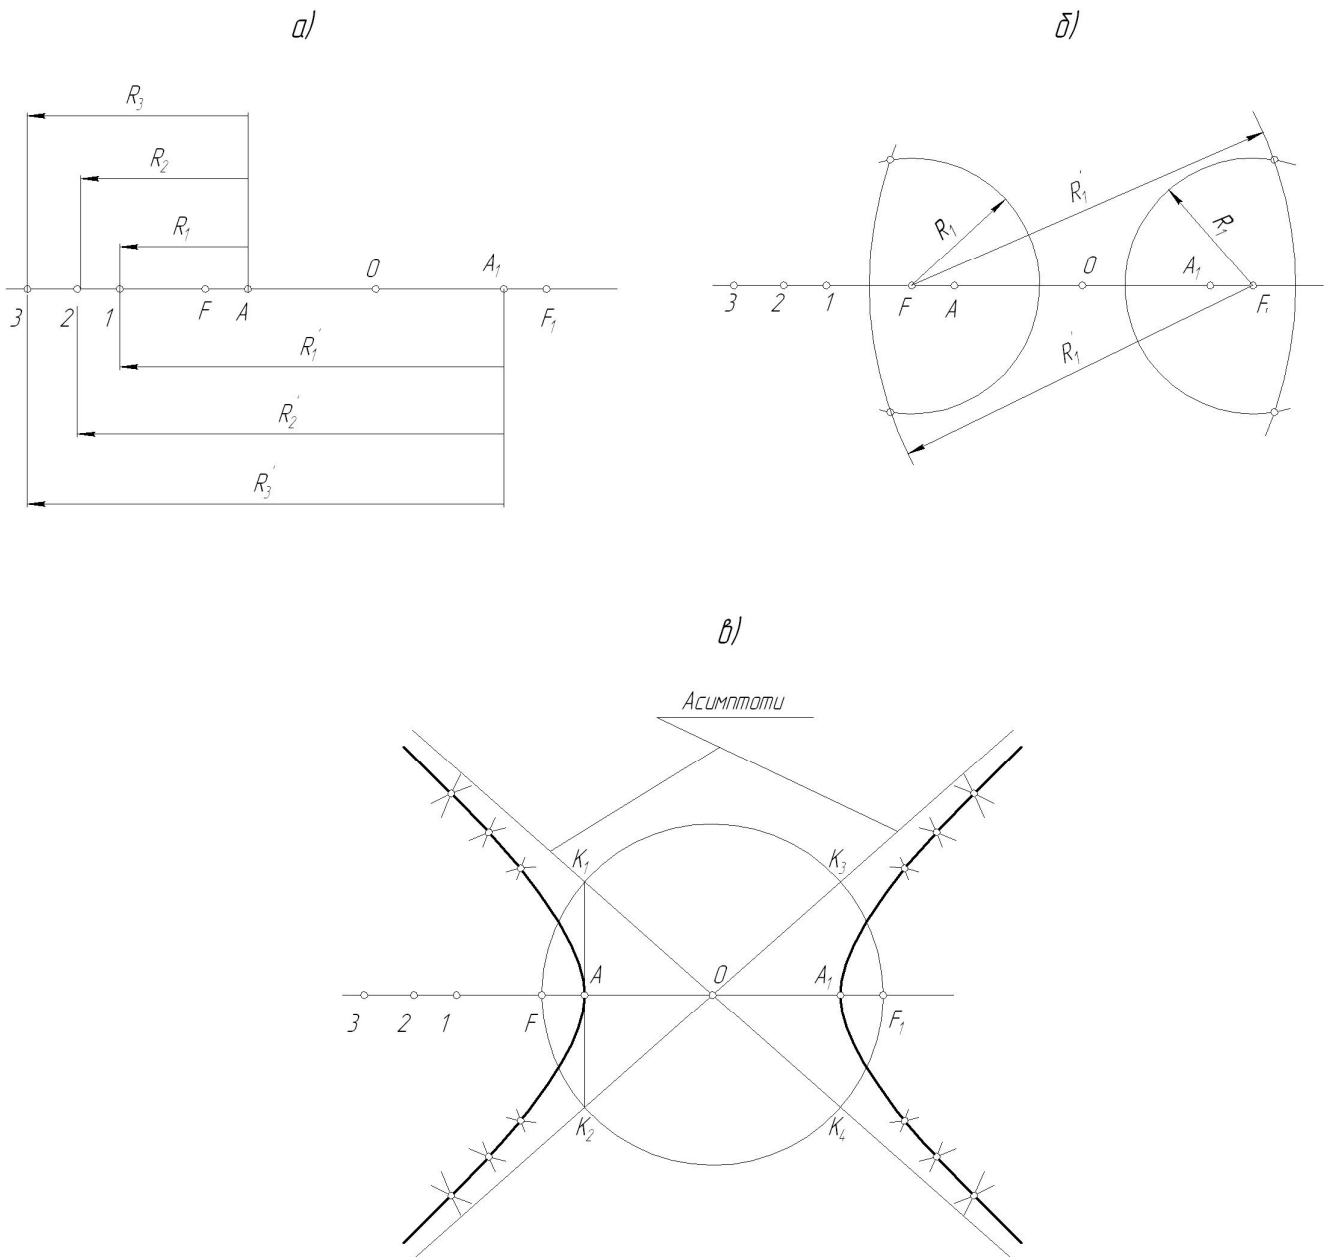 а)
R₃
R₂
R₁
O
A₁
3
2
1
F
A
F₁
R₁'
R₂'
R₃'
б)
R₁'
R₁
R₁
O
A₁
3
2
1
F
A
F₁
R₁'
в)
Асимптоти
K₁
K₃
A
O
A₁
3
2
1
F
F₁
K₂
K₄